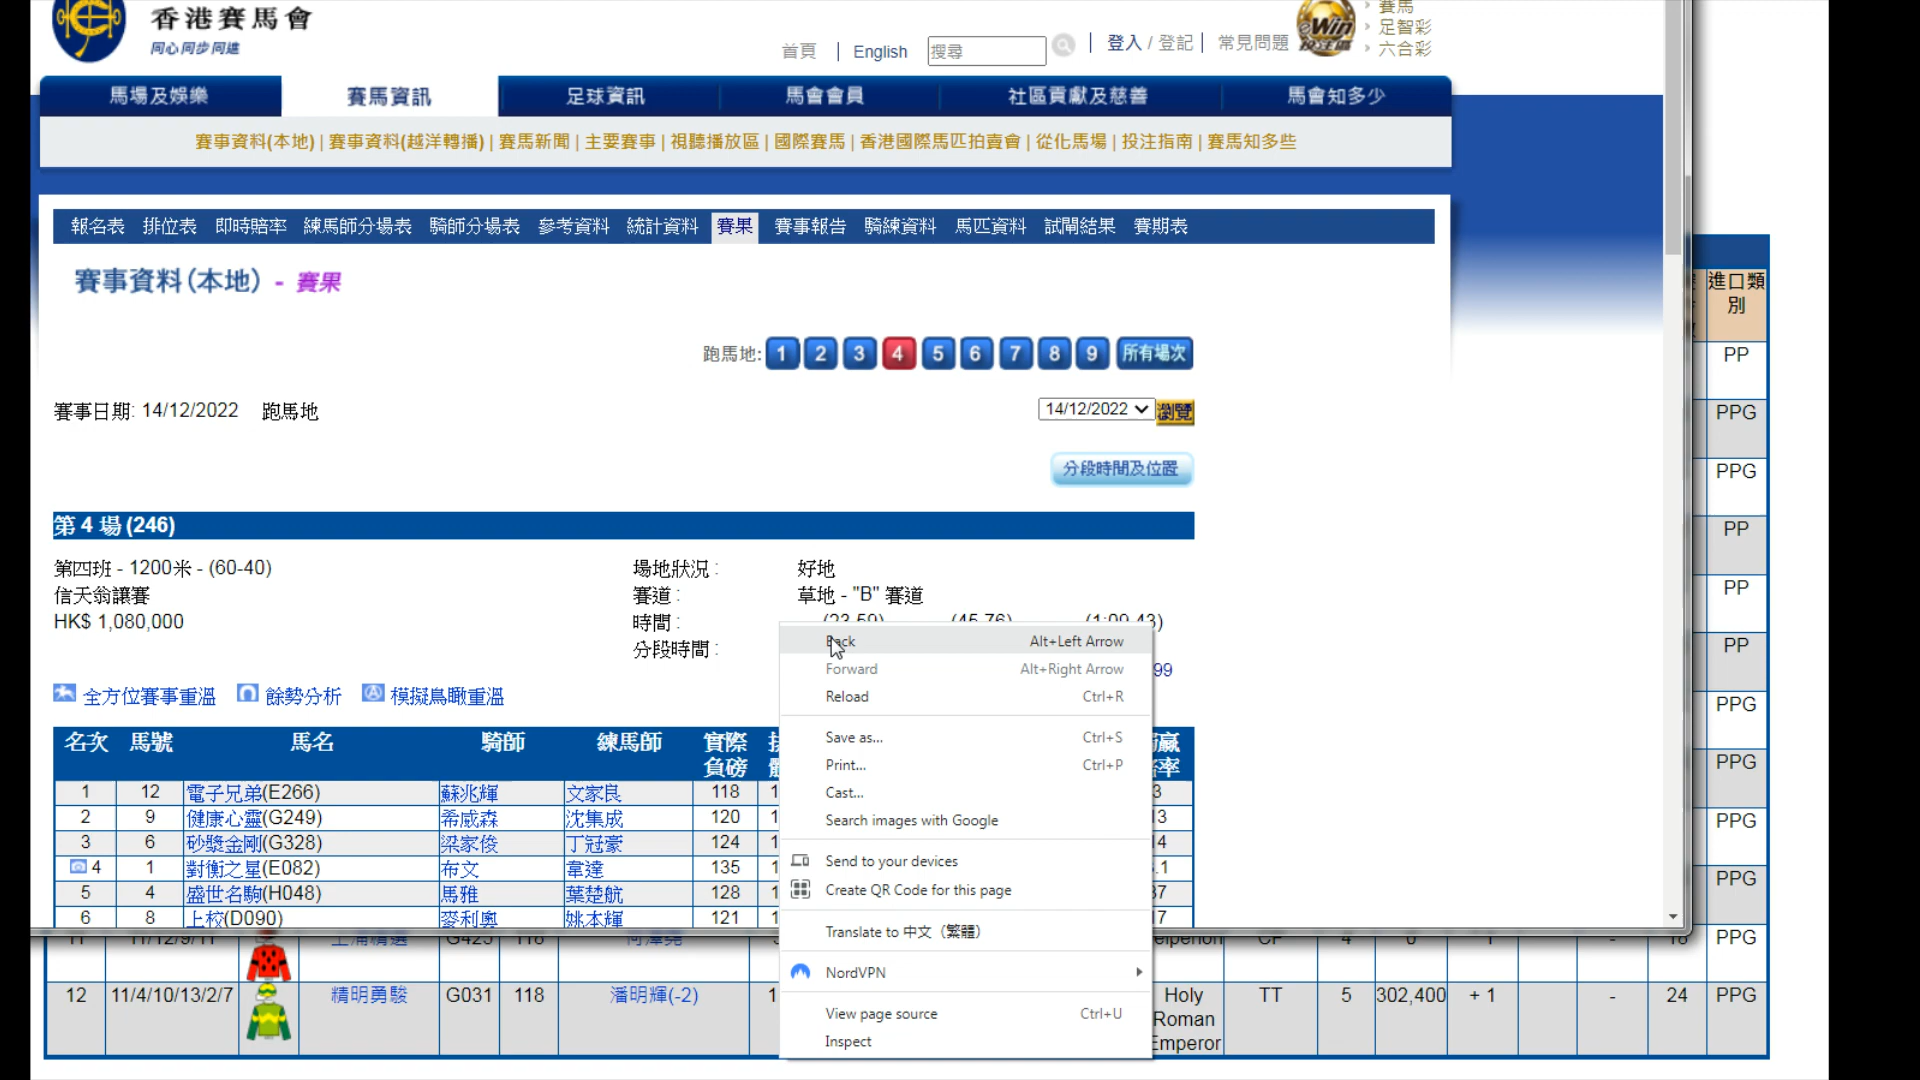 香港賽馬會
同心同步同進
首頁 | English 搜尋 | 登入 / 登記 | 常見問題
eWin 投注區
賽馬
足智彩
六合彩
馬場及娛樂 賽馬資訊 足球資訊 馬會會員 社區貢獻及慈善 馬會知多少
賽事資料(本地) | 賽事資料(越洋轉播) | 賽馬新聞 | 主要賽事 | 視聽播放區 | 國際賽馬 | 香港國際馬匹拍賣會 | 從化馬場 | 投注指南 | 賽馬知多些
報名表 排位表 即時賠率 練馬師分場表 騎師分場表 參考資料 統計資料 賽果 賽事報告 騎練資料 馬匹資料 試閘結果 賽期表
賽事資料(本地) - 賽果
跑馬地: 1 2 3 4 5 6 7 8 9 所有場次
賽事日期: 14/12/2022 跑馬地 14/12/2022 瀏覽
分段時間及位置
第 4 場 (246)
第四班 - 1200米 - (60-40) 場地狀況 : 好地
信天翁讓賽 賽道 : 草地 - "B" 賽道
HK$ 1,080,000 時間 : (23.59) (45.76) (1:09.43)
分段時間 : 99
全方位賽事重溫 餘勢分析 模擬鳥瞰重溫
名次 馬號 馬名 騎師 練馬師 實際負磅
1 12 電子兄弟(E266) 蘇兆輝 文家良 118
2 9 健康心靈(G249) 希威森 沈集成 120
3 6 砂漿金剛(G328) 梁家俊 丁冠豪 124
4 1 對衡之星(E082) 布文 韋達 135
5 4 盛世名駒(H048) 馬雅 葉楚航 128
6 8 上校(D090) 麥利奧 姚本輝 121
Back Alt+Left Arrow
Forward Alt+Right Arrow
Reload Ctrl+R
Save as... Ctrl+S
Print... Ctrl+P
Cast...
Search images with Google
Send to your devices
Create QR Code for this page
Translate to 中文（繁體）
NordVPN
View page source Ctrl+U
Inspect
進口類別
PP
PPG
PPG
PP
PP
PP
PPG
PPG
PPG
PPG
PPG
12 11/4/10/13/2/7 精明勇駿 G031 118 潘明輝(-2) 1 Holy Roman Emperor TT 5 302,400 + 1 - 24 PPG